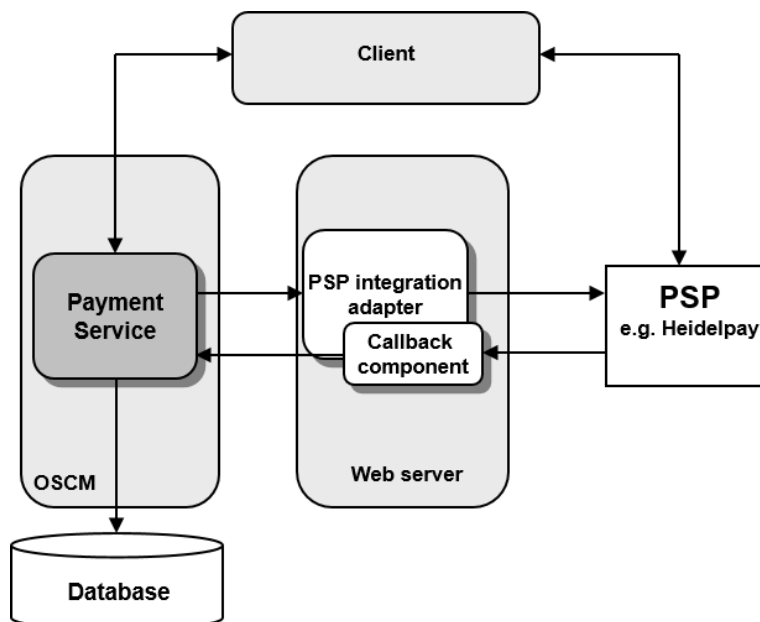 Client
Payment
Service
PSP integration
adapter
Callback
component
PSP
e.g. Heidelpay
OSCM
Web server
Database